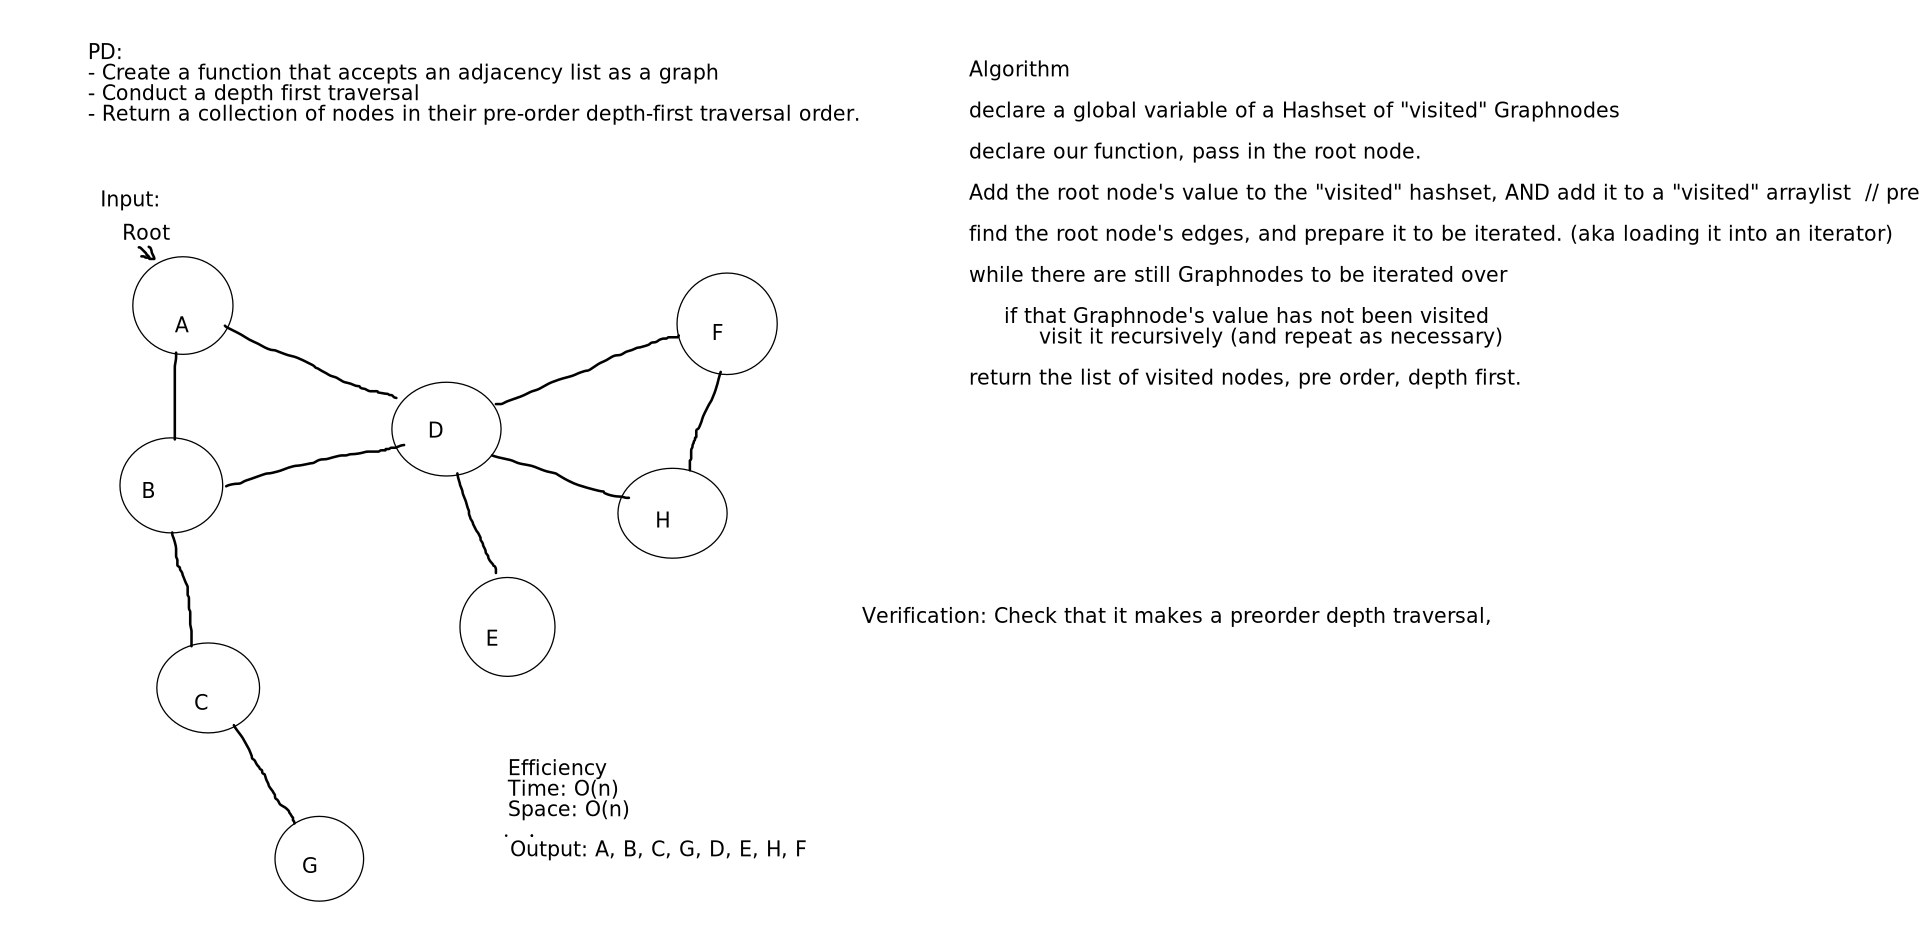 PD:
- Create a function that accepts an adjacency list as a graph
- Conduct a depth first traversal
- Return a collection of nodes in their pre-order depth-first traversal order.
Input:
Root
A
B
C
G
D
E
F
H
Efficiency
Time: O(n)
Space: O(n)
Output: A, B, C, G, D, E, H, F
Algorithm
declare a global variable of a Hashset of "visited" Graphnodes
declare our function, pass in the root node.
Add the root node's value to the "visited" hashset, AND add it to a "visited" arraylist  // pre
find the root node's edges, and prepare it to be iterated. (aka loading it into an iterator)
while there are still Graphnodes to be iterated over
if that Graphnode's value has not been visited
visit it recursively (and repeat as necessary)
return the list of visited nodes, pre order, depth first.
Verification: Check that it makes a preorder depth traversal,